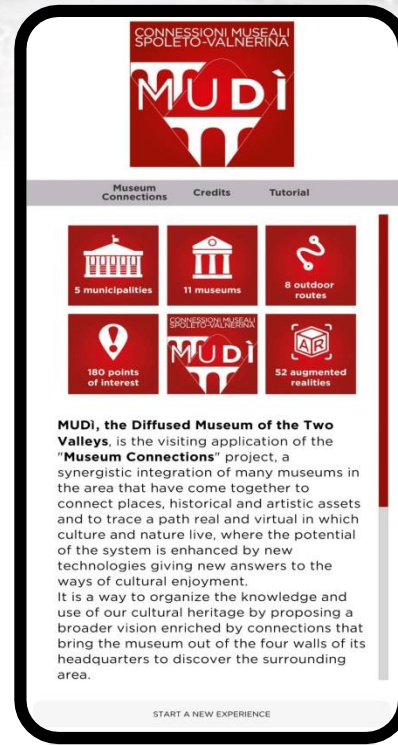 CONNESSIONI MUSEALI
SPOLETO-VALNERINA
MUDÌ
Museum
Connections
Credits
Tutorial
5 municipalities
11 museums
8 outdoor
routes
180 points
of interest
CONNESSIONI MUSEALI
SPOLETO-VALNERINA
MUDÌ
AR
52 augmented
realities
MUDì, the Diffused Museum of the Two
Valleys, is the visiting application of the
"Museum Connections" project, a
synergistic integration of many museums in
the area that have come together to
connect places, historical and artistic assets
and to trace a path real and virtual in which
culture and nature live, where the potential
of the system is enhanced by new
technologies giving new answers to the
ways of cultural enjoyment.
It is a way to organize the knowledge and
use of our cultural heritage by proposing a
broader vision enriched by connections that
bring the museum out of the four walls of its
headquarters to discover the surrounding
area.
START A NEW EXPERIENCE